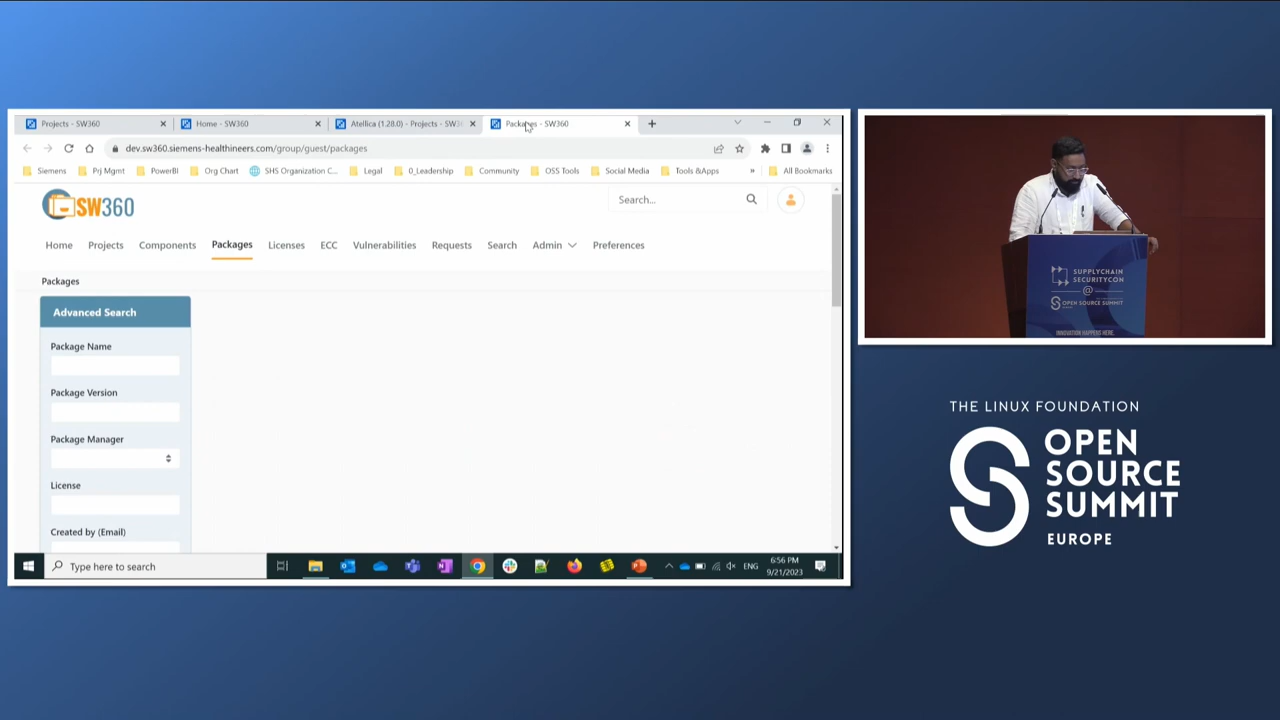 Projects - SW360
Home - SW360
Atellica (1.28.0) - Projects - SW3
Packages - SW360
dev.sw360.siemens-healthineers.com/group/guest/packages
Siemens Prj Mgmt PowerBI Org Chart SHS Organization C... Legal 0_Leadership Community OSS Tools Social Media Tools &Apps » All Bookmarks
SW360
Search...
Home Projects Components Packages Licenses ECC Vulnerabilities Requests Search Admin Preferences
Packages
Advanced Search
Package Name
Package Version
Package Manager
License
Created by (Email)
Type here to search
ENG
6:56 PM
9/21/2023
SUPPLYCHAIN
SECURITYCON
@
OPEN SOURCE SUMMIT
INNOVATION HAPPENS HERE.
THE LINUX FOUNDATION
OPEN
SOURCE
SUMMIT
EUROPE